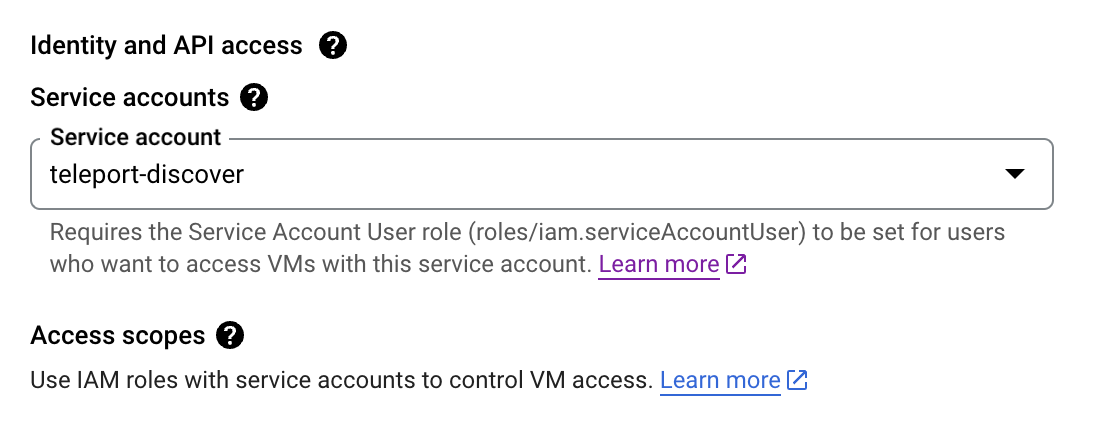 Identity and API access
Service accounts
Service account
teleport-discover
Requires the Service Account User role (roles/iam.serviceAccountUser) to be set for users
who want to access VMs with this service account. Learn more
Access scopes
Use IAM roles with service accounts to control VM access. Learn more